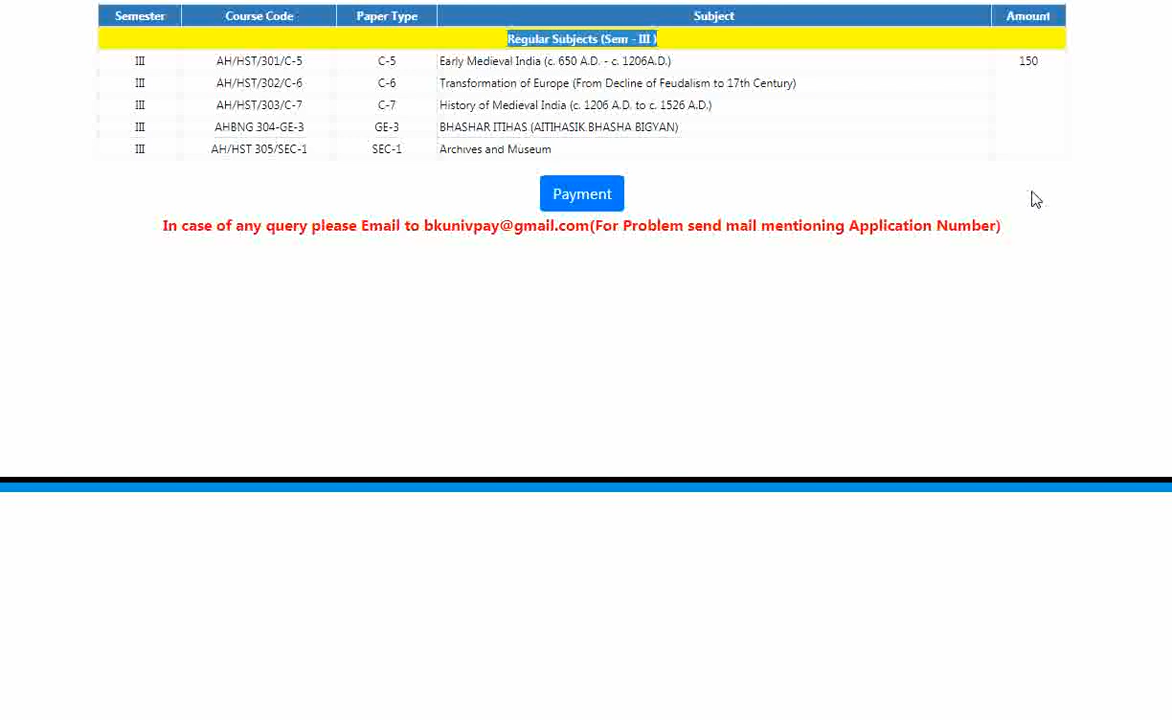 Semester Course Code Paper Type Subject Amount
Regular Subjects (Sem - III )
III AH/HST/301/C-5 C-5 Early Medieval India (c. 650 A.D. - c. 1206A.D.) 150
III AH/HST/302/C-6 C-6 Transformation of Europe (From Decline of Feudalism to 17th Century)
III AH/HST/303/C-7 C-7 History of Medieval India (c. 1206 A.D. to c. 1526 A.D.)
III AHBNG 304-GE-3 GE-3 BHASHAR ITIHAS (AITIHASIK BHASHA BIGYAN)
III AH/HST 305/SEC-1 SEC-1 Archives and Museum
Payment
In case of any query please Email to bkunivpay@gmail.com(For Problem send mail mentioning Application Number)